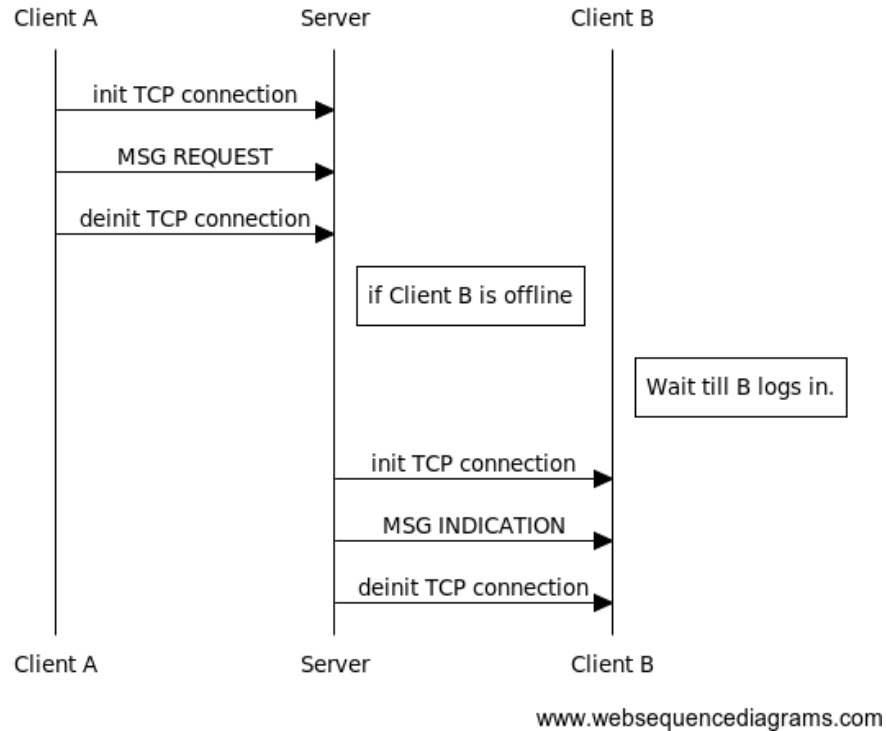 Client A Server Client B
init TCP connection
MSG REQUEST
deinit TCP connection
if Client B is offline
Wait till B logs in.
init TCP connection
MSG INDICATION
deinit TCP connection
Client A Server Client B
www.websequencediagrams.com